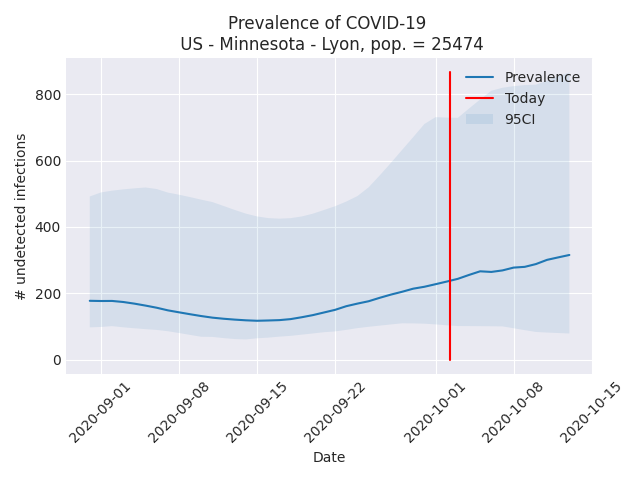 Prevalence of COVID-19
US - Minnesota - Lyon, pop. = 25474
Prevalence
Today
95CI
800
600
400
200
0
# undetected infections
2020-09-01
2020-09-08
2020-09-15
2020-09-22
2020-10-01
2020-10-08
2020-10-15
Date